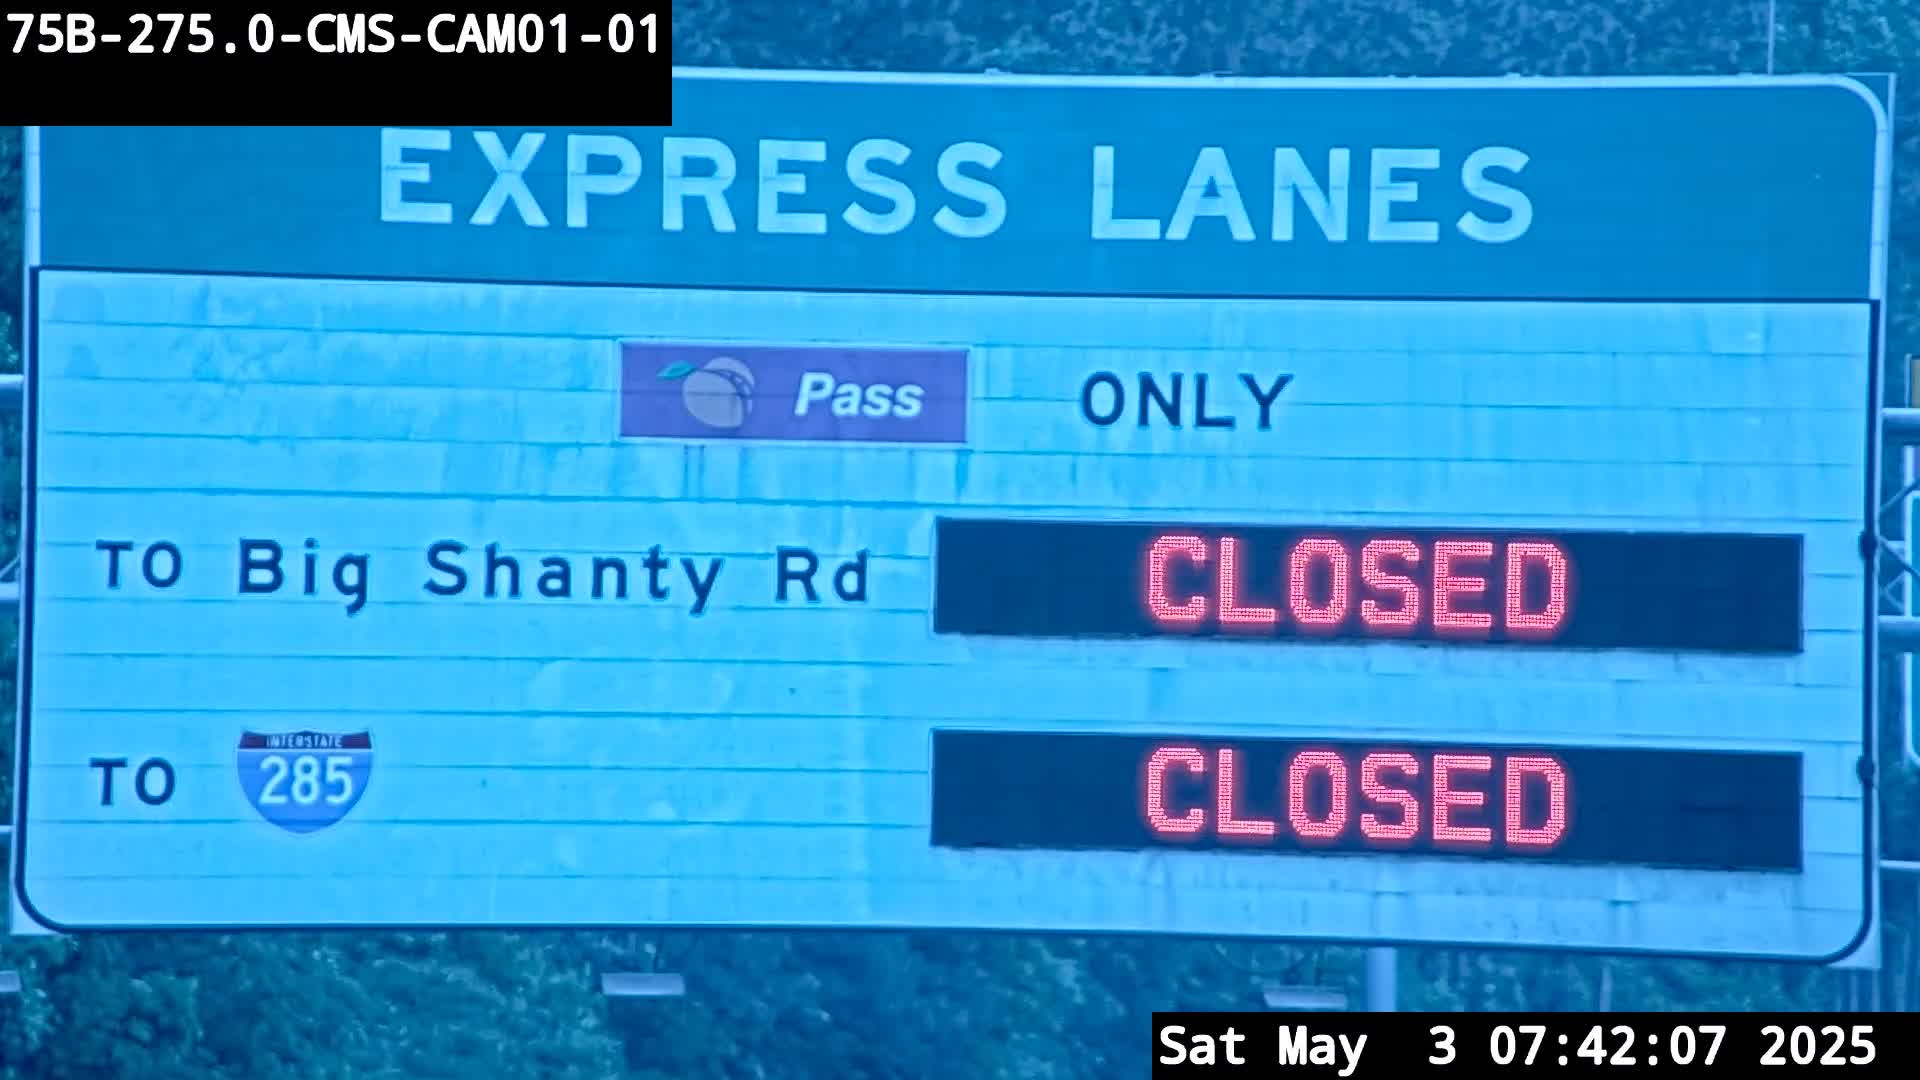 75B-275.0-CMS-CAM01-01
EXPRESS LANES
Pass ONLY
TO Big Shanty Rd CLOSED
TO INTERSTATE 285 CLOSED
Sat May 3 07:42:07 2025